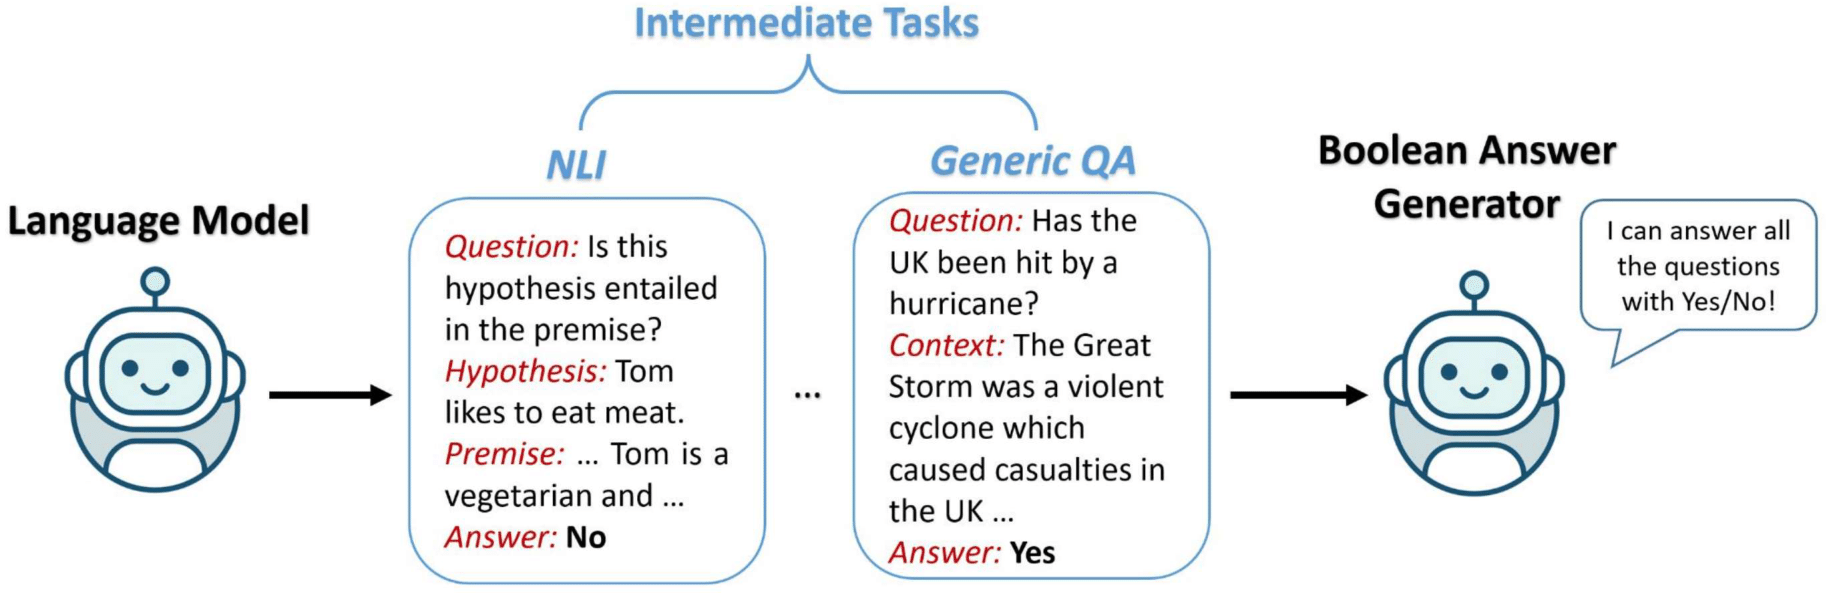 Intermediate Tasks
NLI
Generic QA
Boolean Answer
Generator
Language Model
Question: Is this
hypothesis entailed
in the premise?
Hypothesis: Tom
likes to eat meat.
Premise: ... Tom is a
vegetarian and ...
Answer: No
...
Question: Has the
UK been hit by a
hurricane?
Context: The Great
Storm was a violent
cyclone which
caused casualties in
the UK ...
Answer: Yes
I can answer all
the questions
with Yes/No!